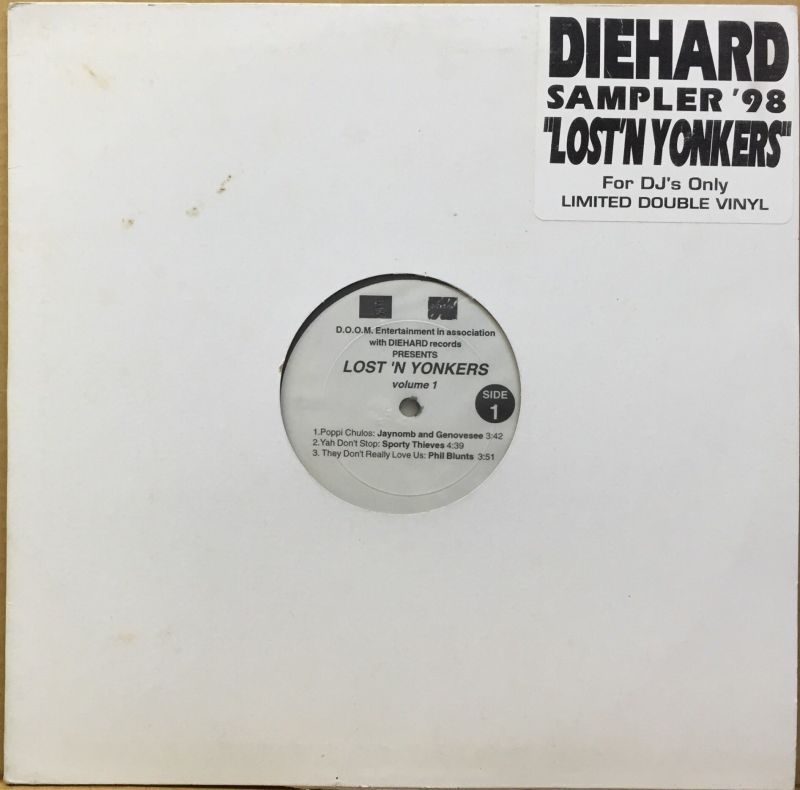 DIEHARD
SAMPLER '98
"LOST'N YONKERS"
For DJ's Only
LIMITED DOUBLE VINYL
D.O.O.M. Entertainment in association
with DIEHARD records
PRESENTS
LOST 'N YONKERS
volume 1
SIDE
1
1.Poppi Chulos: Jaynomb and Genovesee 3:42
2.Yah Don't Stop: Sporty Thieves 4:39
3. They Don't Really Love Us: Phil Blunts 3:51